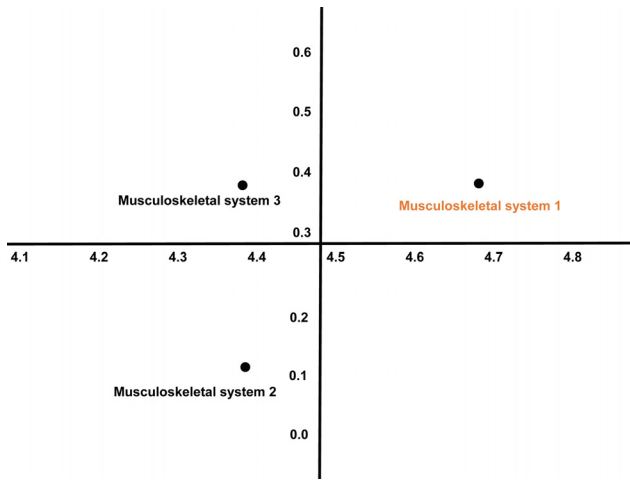 0.6
0.5
0.4
Musculoskeletal system 3
Musculoskeletal system 1
0.3
4.1 4.2 4.3 4.4 4.5 4.6 4.7 4.8
0.2
0.1
Musculoskeletal system 2
0.0